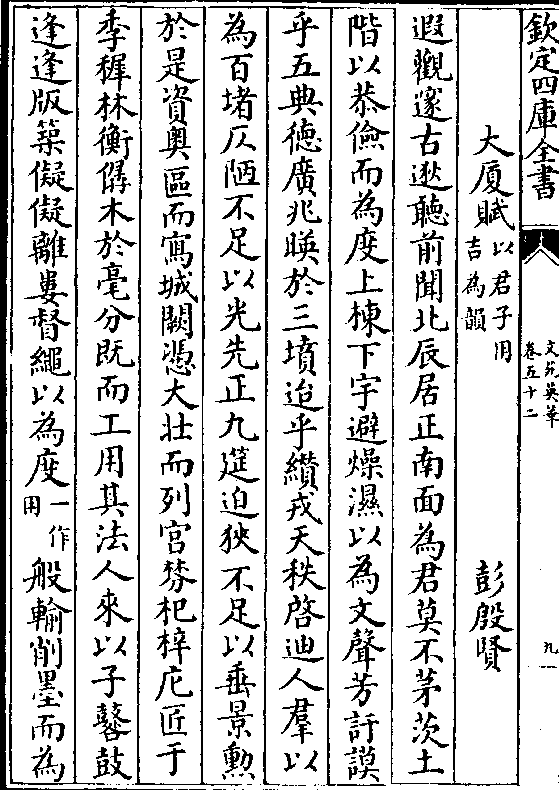 欽定四庫全書
文苑英華
卷五十二
九
大厦賦以君子用
吉為韻
彭殷賢
遐觀邃古逖聽前聞北辰居正南面為君莫不茅茨土
階以恭儉而為度上棟下宇避燥濕以為文聲芳訏謨
乎五典徳廣兆暎於三墳迨乎纘戎天秩啓迪人羣以
為百堵仄陋不足以光先正九筵迫狹不足以垂景勲
於是資奥區而寫城闕憑大壮而列宫棼杞梓庀匠于
季穉林衡僝木於亳分既而工用其法人來以子鼛鼓
逢逢版築儗儗離婁督繩以為度一作
用般輸削墨而為